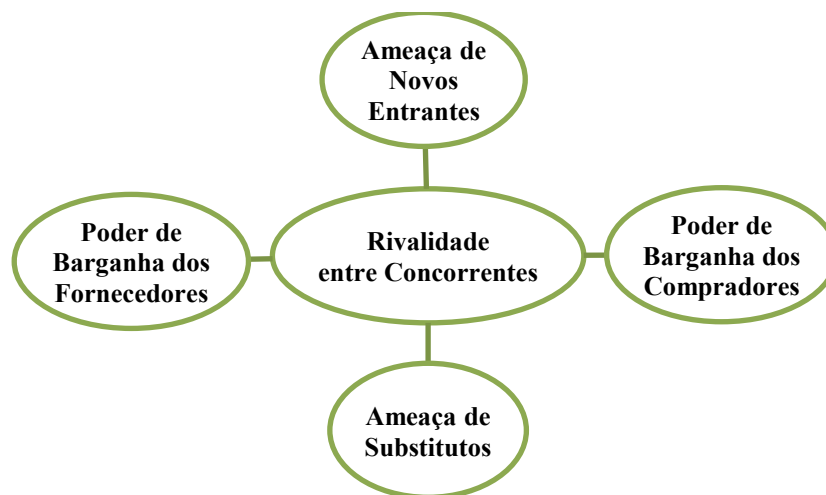 Ameaça de
Novos
Entrantes
Poder de
Barganha dos
Fornecedores
Rivalidade
entre Concorrentes
Poder de
Barganha dos
Compradores
Ameaça de
Substitutos